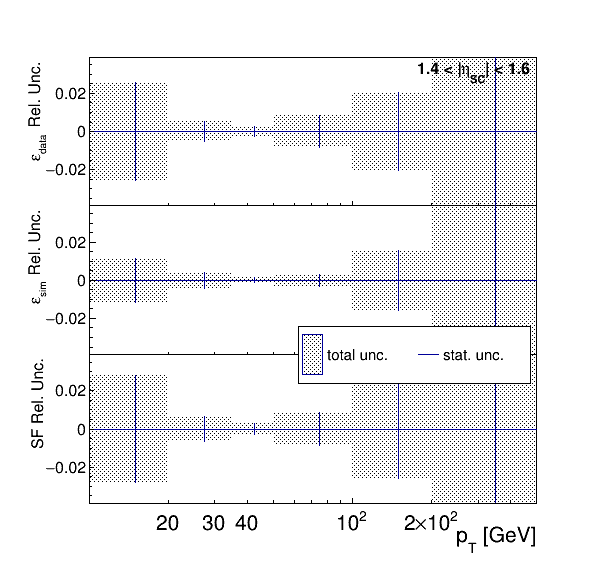 1.4 < |η_SC| < 1.6
ε_data Rel. Unc.
0.02
0
−0.02
ε_sim Rel. Unc.
0.02
0
−0.02
total unc. stat. unc.
SF Rel. Unc.
0.02
0
−0.02
20 30 40 10² 2×10²
p_T [GeV]